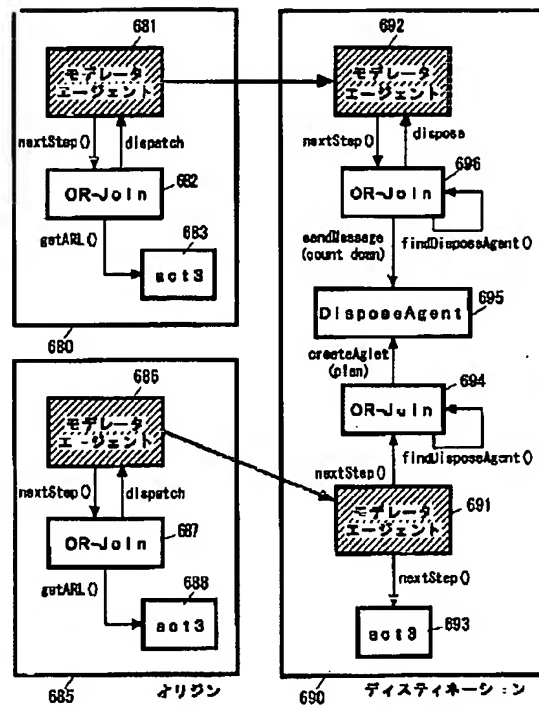 681
モデレータ
エージェント
nextStep()
dispatch
OR-Join
682
getARL()
683
act3
680
686
モデレータ
エージェント
nextStep()
dispatch
OR-Join
687
getARL()
688
act3
685
オリジン
692
モデレータ
エージェント
nextStep()
dispose
696
OR-Join
sendMessage
(count down)
findDisposeAgent()
DisposeAgent
695
createAglet
(plan)
694
OR-Join
findDisposeAgent()
nextStep()
モデレータ
エージェント
691
nextStep()
act3
693
690
ディスティネーション